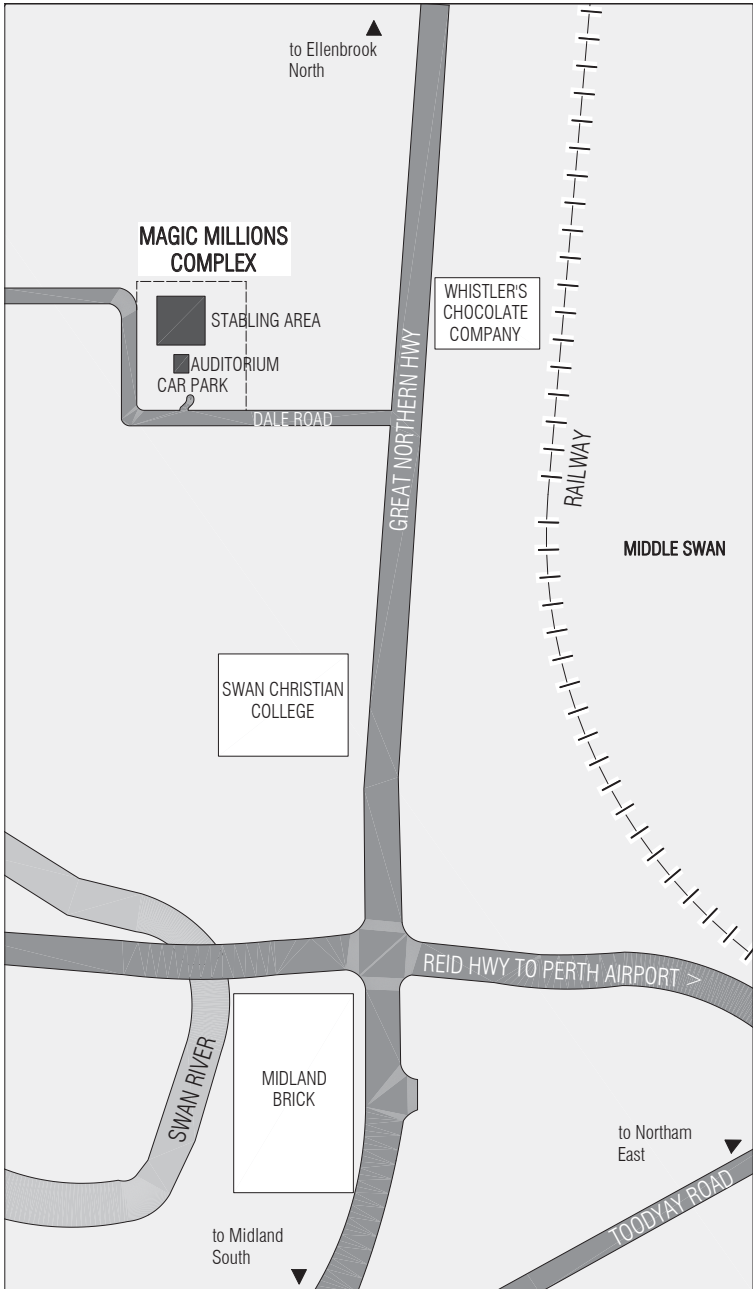 to Ellenbrook
North
MAGIC MILLIONS
COMPLEX
STABLING AREA
AUDITORIUM
CAR PARK
DALE ROAD
WHISTLER'S
CHOCOLATE
COMPANY
GREAT NORTHERN HWY
RAILWAY
MIDDLE SWAN
SWAN CHRISTIAN
COLLEGE
REID HWY TO PERTH AIRPORT >
SWAN RIVER
MIDLAND
BRICK
to Northam
East
TOODYAY ROAD
to Midland
South